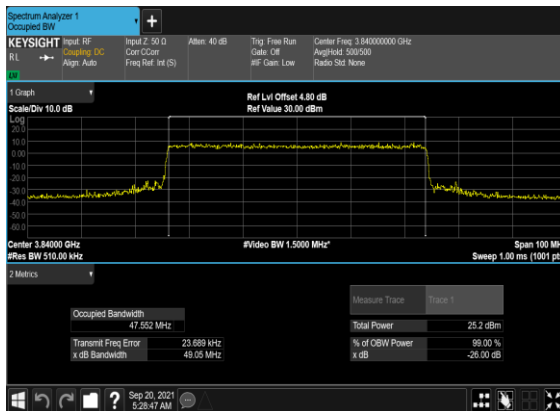 Spectrum Analyzer 1
Occupied BW
KEYSIGHT
RL
Input: RF
Coupling: DC
Align: Auto
Input Z: 50 Ω
Corr CCorr
Freq Ref: Int (S)
Atten: 40 dB
Trig: Free Run
Gate: Off
#IF Gain: Low
Center Freq: 3.840000000 GHz
Avg|Hold: 500/500
Radio Std: None
1 Graph
Scale/Div 10.0 dB
Ref Lvl Offset 4.80 dB
Ref Value 30.00 dBm
Log
20.0
10.0
0.00
-10.0
-20.0
-30.0
-40.0
-50.0
-60.0
Center 3.84000 GHz
#Res BW 510.00 kHz
#Video BW 1.5000 MHz*
Span 100 MH
Sweep 1.00 ms (1001 pts
2 Metrics
Measure Trace
Trace 1
Occupied Bandwidth
47.552 MHz
Total Power
25.2 dBm
Transmit Freq Error
23.689 kHz
% of OBW Power
99.00 %
x dB Bandwidth
49.05 MHz
x dB
-26.00 dB
?
Sep 20, 2021
5:28:47 AM